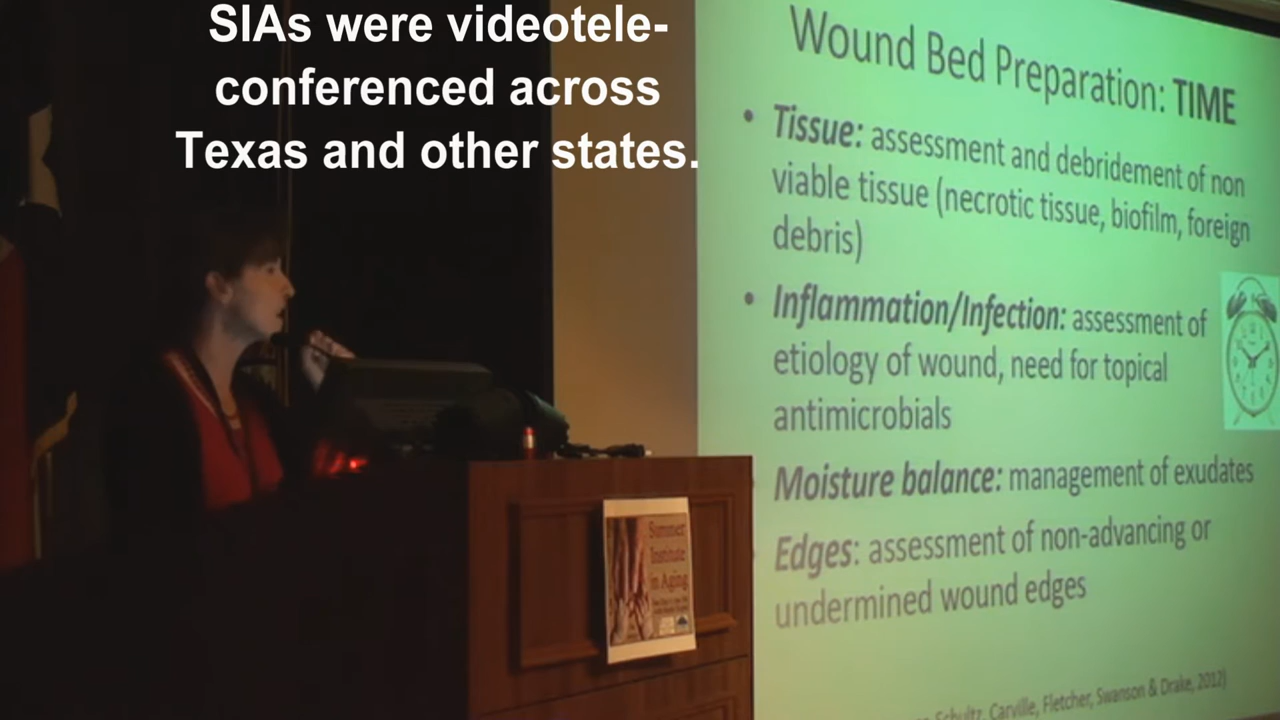 SIAs were videotele-
conferenced across
Texas and other states.
Wound Bed Preparation: TIME
• Tissue: assessment and debridement of non
viable tissue (necrotic tissue, biofilm, foreign
debris)
• Inflammation/Infection: assessment of
etiology of wound, need for topical
antimicrobials
Moisture balance: management of exudates
Edges: assessment of non-advancing or
undermined wound edges
Schultz, Carville, Fletcher, Swanson & Drake, 2012)
Summer
Institute
in Aging